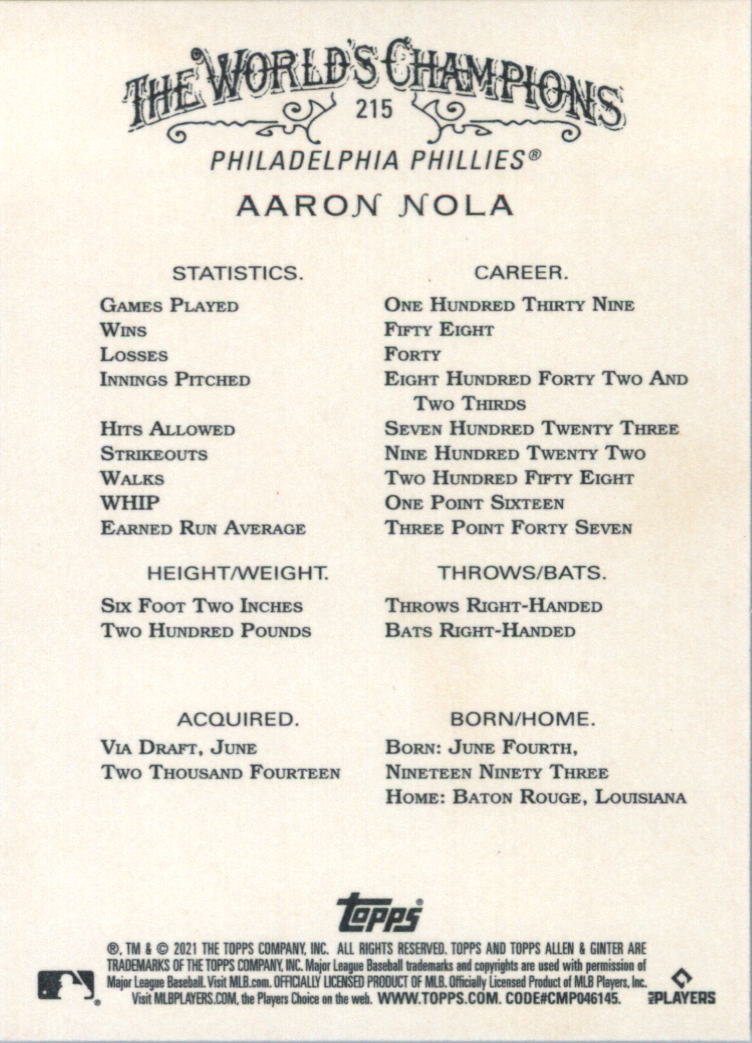 THE WORLD'S CHAMPIONS
215
PHILADELPHIA PHILLIES®
AARON NOLA
STATISTICS. CAREER.
GAMES PLAYED ONE HUNDRED THIRTY NINE
WINS FIFTY EIGHT
LOSSES FORTY
INNINGS PITCHED EIGHT HUNDRED FORTY TWO AND
TWO THIRDS
HITS ALLOWED SEVEN HUNDRED TWENTY THREE
STRIKEOUTS NINE HUNDRED TWENTY TWO
WALKS TWO HUNDRED FIFTY EIGHT
WHIP ONE POINT SIXTEEN
EARNED RUN AVERAGE THREE POINT FORTY SEVEN
HEIGHT/WEIGHT. THROWS/BATS.
SIX FOOT TWO INCHES THROWS RIGHT-HANDED
TWO HUNDRED POUNDS BATS RIGHT-HANDED
ACQUIRED. BORN/HOME.
VIA DRAFT, JUNE BORN: JUNE FOURTH,
TWO THOUSAND FOURTEEN NINETEEN NINETY THREE
HOME: BATON ROUGE, LOUISIANA
topps
®, TM & © 2021 THE TOPPS COMPANY, INC. ALL RIGHTS RESERVED. TOPPS AND TOPPS ALLEN & GINTER ARE
TRADEMARKS OF THE TOPPS COMPANY, INC. Major League Baseball trademarks and copyrights are used with permission of
Major League Baseball. Visit MLB.com. OFFICIALLY LICENSED PRODUCT OF MLB. Officially Licensed Product of MLB Players, Inc.
Visit MLBPLAYERS.COM, the Players Choice on the web. WWW.TOPPS.COM. CODE#CMP046145.
MLB PLAYERS